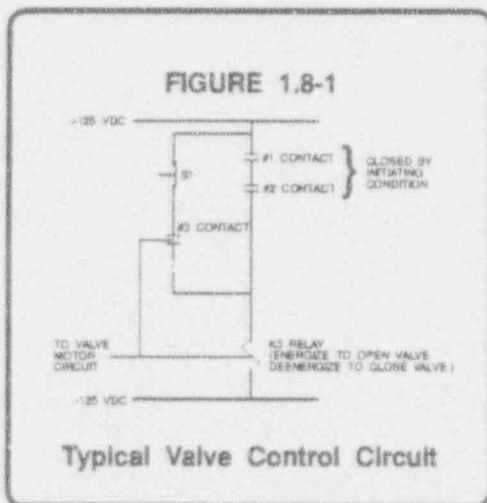 FIGURE 1.8-1
+125 VDC
#1 CONTACT
CLOSED BY
INITIATING
CONDITION
S1
#2 CONTACT
#3 CONTACT
TO VALVE
MOTOR
CIRCUIT
K3 RELAY
(ENERGIZE TO OPEN VALVE
DEENERGIZE TO CLOSE VALVE.)
-125 VDC
Typical Valve Control Circuit